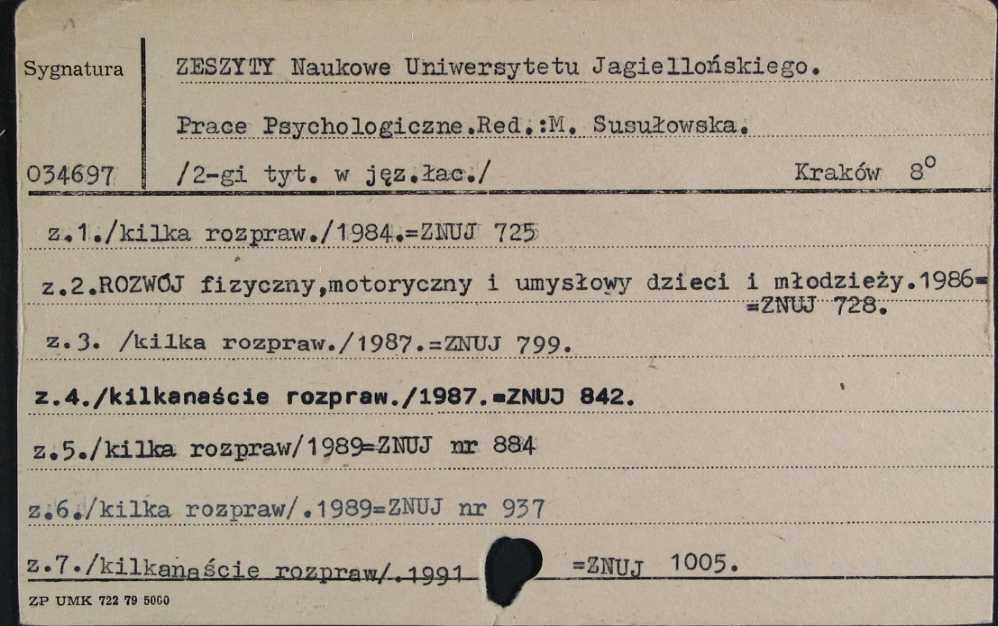 Sygnatura
ZESZYTY Naukowe Uniwersytetu Jagiellońskiego.
Prace Psychologiczne.Red.:M. Susułowska.
034697 /2-gi tyt. w jęz.łac./ Kraków 8°
z.1./kilka rozpraw./1984.=ZNUJ 725
z.2.ROZWÓJ fizyczny,motoryczny i umysłowy dzieci i młodzieży.1986=
=ZNUJ 728.
z.3. /kilka rozpraw./1987.=ZNUJ 799.
z.4./kilkanaście rozpraw./1987.=ZNUJ 842.
z.5./kilka rozpraw/1989=ZNUJ nr 884
z.6./kilka rozpraw/.1989=ZNUJ nr 937
z.7./kilkanaście rozpraw/.1991 =ZNUJ 1005.
ZP UMK 722 79 5000